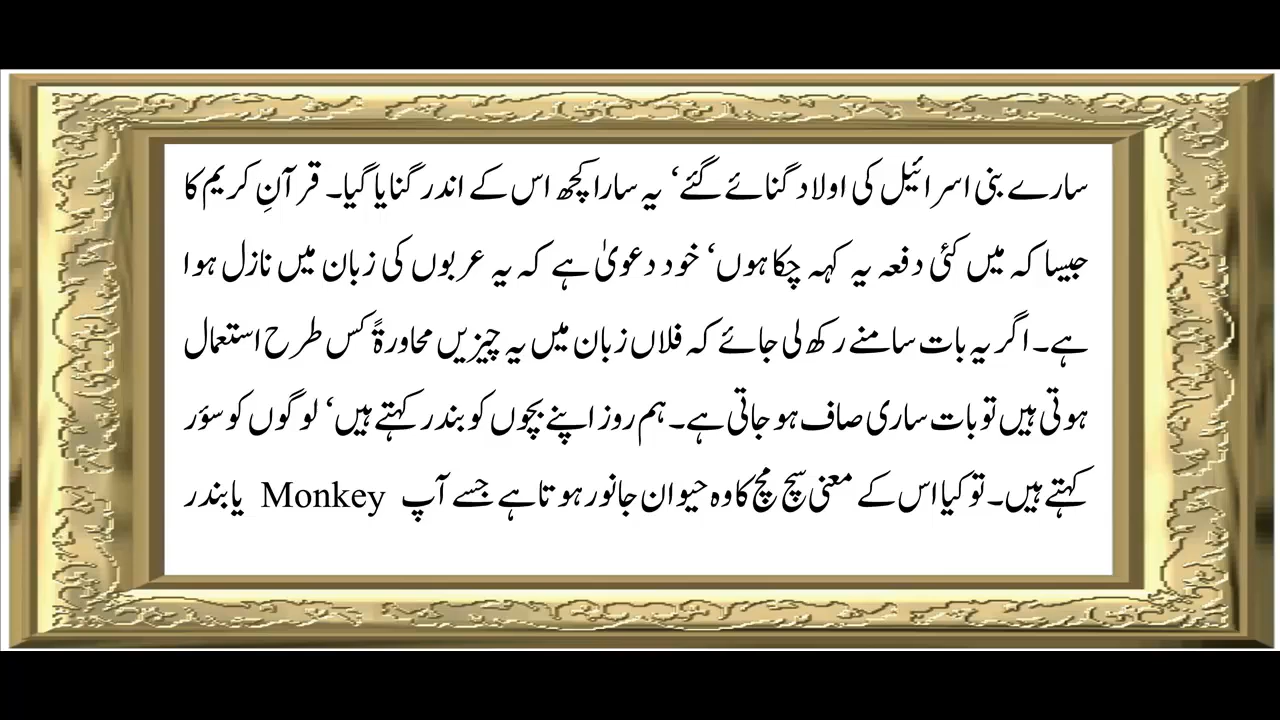 سارے بنی اسرائیل کی اولاد گنائے گئے‘ یہ سارا کچھ اس کے اندر گنایا گیا۔ قرآنِ کریم کا
جیسا کہ میں کئی دفعہ یہ کہہ چکا ہوں‘ خود دعویٰ ہے کہ یہ عربوں کی زبان میں نازل ہوا
ہے۔ اگر یہ بات سامنے رکھ لی جائے کہ فلاں زبان میں یہ چیزیں محاورۃً کس طرح استعمال
ہوتی ہیں تو بات ساری صاف ہو جاتی ہے۔ ہم روز اپنے بچوں کو بندر کہتے ہیں‘ لوگوں کو سؤر
کہتے ہیں۔ تو کیا اس کے معنی سچ مچ کا وہ حیوان جانور ہوتا ہے جسے آپ Monkey یا بندر